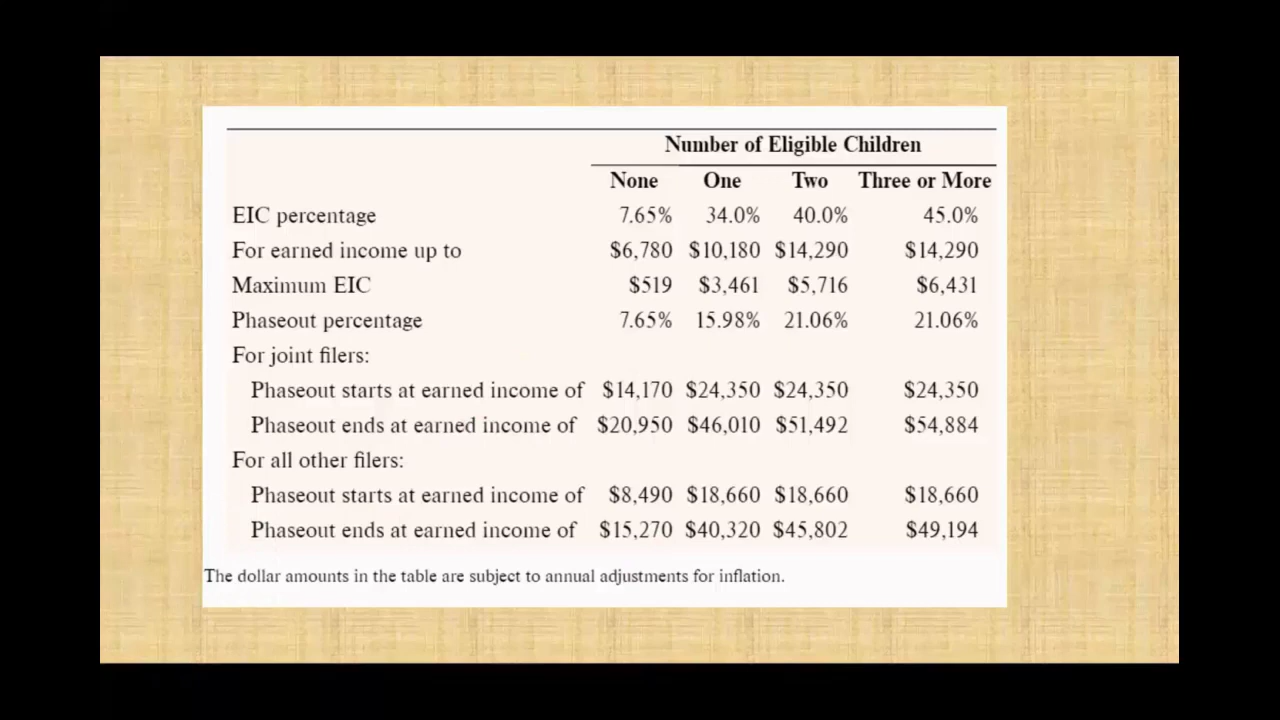 Number of Eligible Children
None One Two Three or More
EIC percentage 7.65% 34.0% 40.0% 45.0%
For earned income up to $6,780 $10,180 $14,290 $14,290
Maximum EIC $519 $3,461 $5,716 $6,431
Phaseout percentage 7.65% 15.98% 21.06% 21.06%
For joint filers:
Phaseout starts at earned income of $14,170 $24,350 $24,350 $24,350
Phaseout ends at earned income of $20,950 $46,010 $51,492 $54,884
For all other filers:
Phaseout starts at earned income of $8,490 $18,660 $18,660 $18,660
Phaseout ends at earned income of $15,270 $40,320 $45,802 $49,194
The dollar amounts in the table are subject to annual adjustments for inflation.